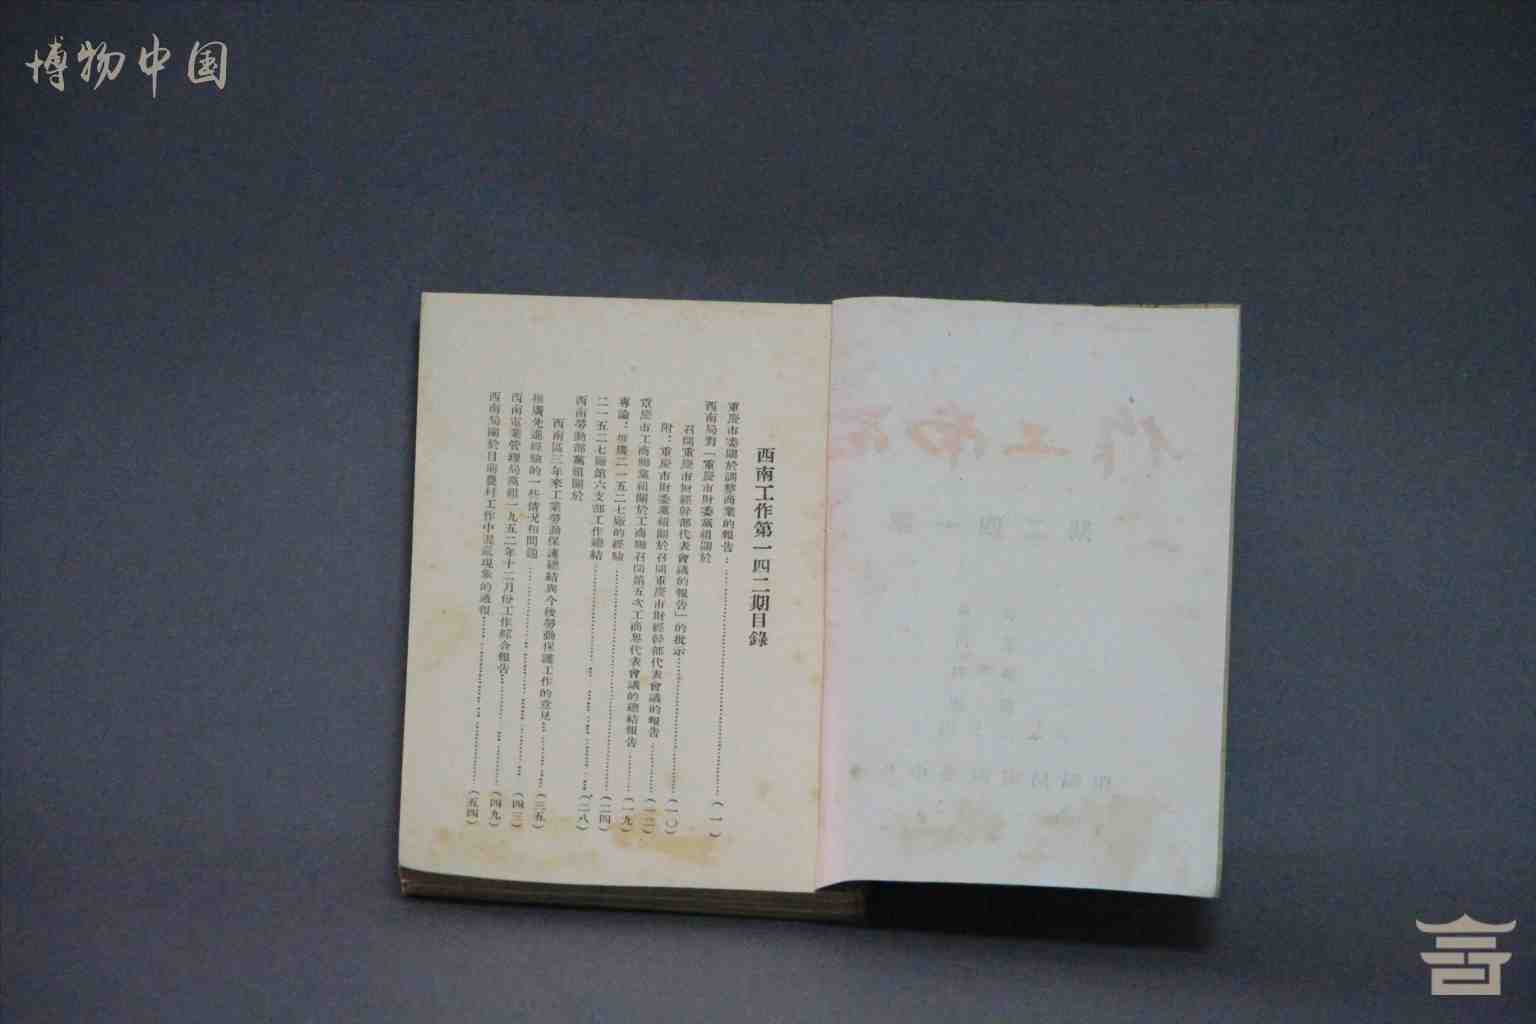 博物中国
西南工作第一四二期目錄
重慶市委關於調整商業的報告……(一)
西南局對「重慶市財委黨組關於
召開重慶市財經幹部代表會議的報告」的批示……(一〇)
附：重慶市財委黨組關於召開重慶市財經幹部代表會議的報告……(一二)
重慶市工商聯黨組關於工商聯召開第五次工商界代表會議的總結報告……(一九)
專論：推廣二一五二七廠的經驗
二一五二七廠第六支部工作總結……(二四)
西南勞動部黨組關於……(二八)
西南區三年來工業勞動保護總結與今後勞動保護工作的意見……(三五)
推廣先進經驗的一些情況和問題……(四三)
西南電業管理局黨組一九五二年十二月份工作綜合報告……(四九)
西南局關於目前農村工作中混亂現象的通報……(五四)